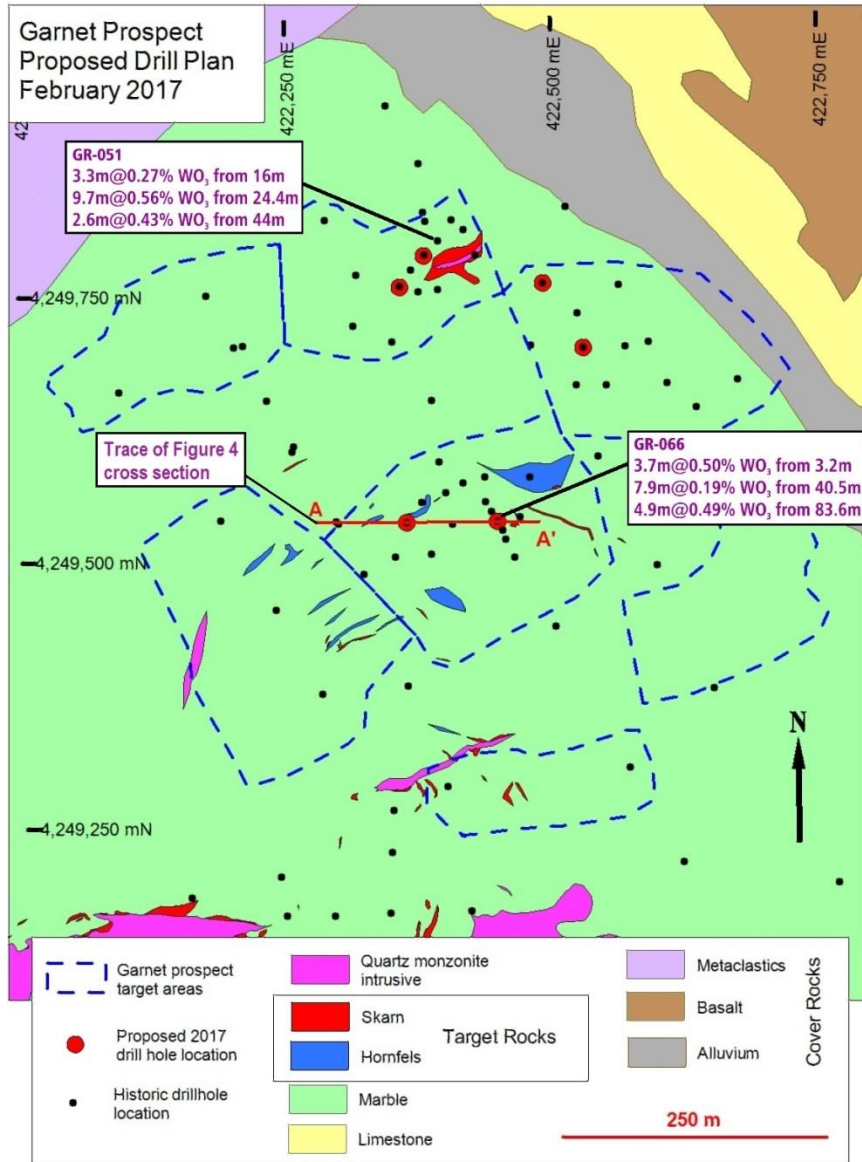 Garnet Prospect
Proposed Drill Plan
February 2017
422,250 mE
422,500 mE
422,750 mE
GR-051
3.3m@0.27% WO₃ from 16m
9.7m@0.56% WO₃ from 24.4m
2.6m@0.43% WO₃ from 44m
4,249,750 mN
Trace of Figure 4
cross section
GR-066
3.7m@0.50% WO₃ from 3.2m
7.9m@0.19% WO₃ from 40.5m
4.9m@0.49% WO₃ from 83.6m
A
A'
4,249,500 mN
N
4,249,250 mN
Garnet prospect
target areas
Proposed 2017
drill hole location
Historic drillhole
location
Quartz monzonite
intrusive
Skarn
Hornfels
Target Rocks
Marble
Limestone
Metaclastics
Basalt
Alluvium
Cover Rocks
250 m